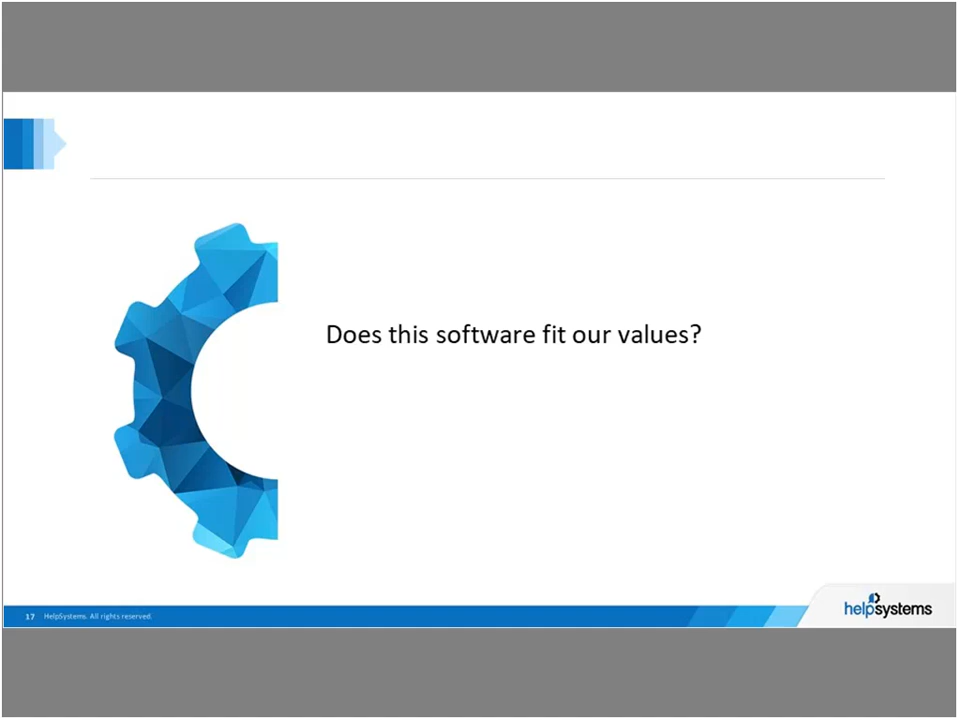 Does this software fit our values?
17 HelpSystems. All rights reserved.
helpsystems